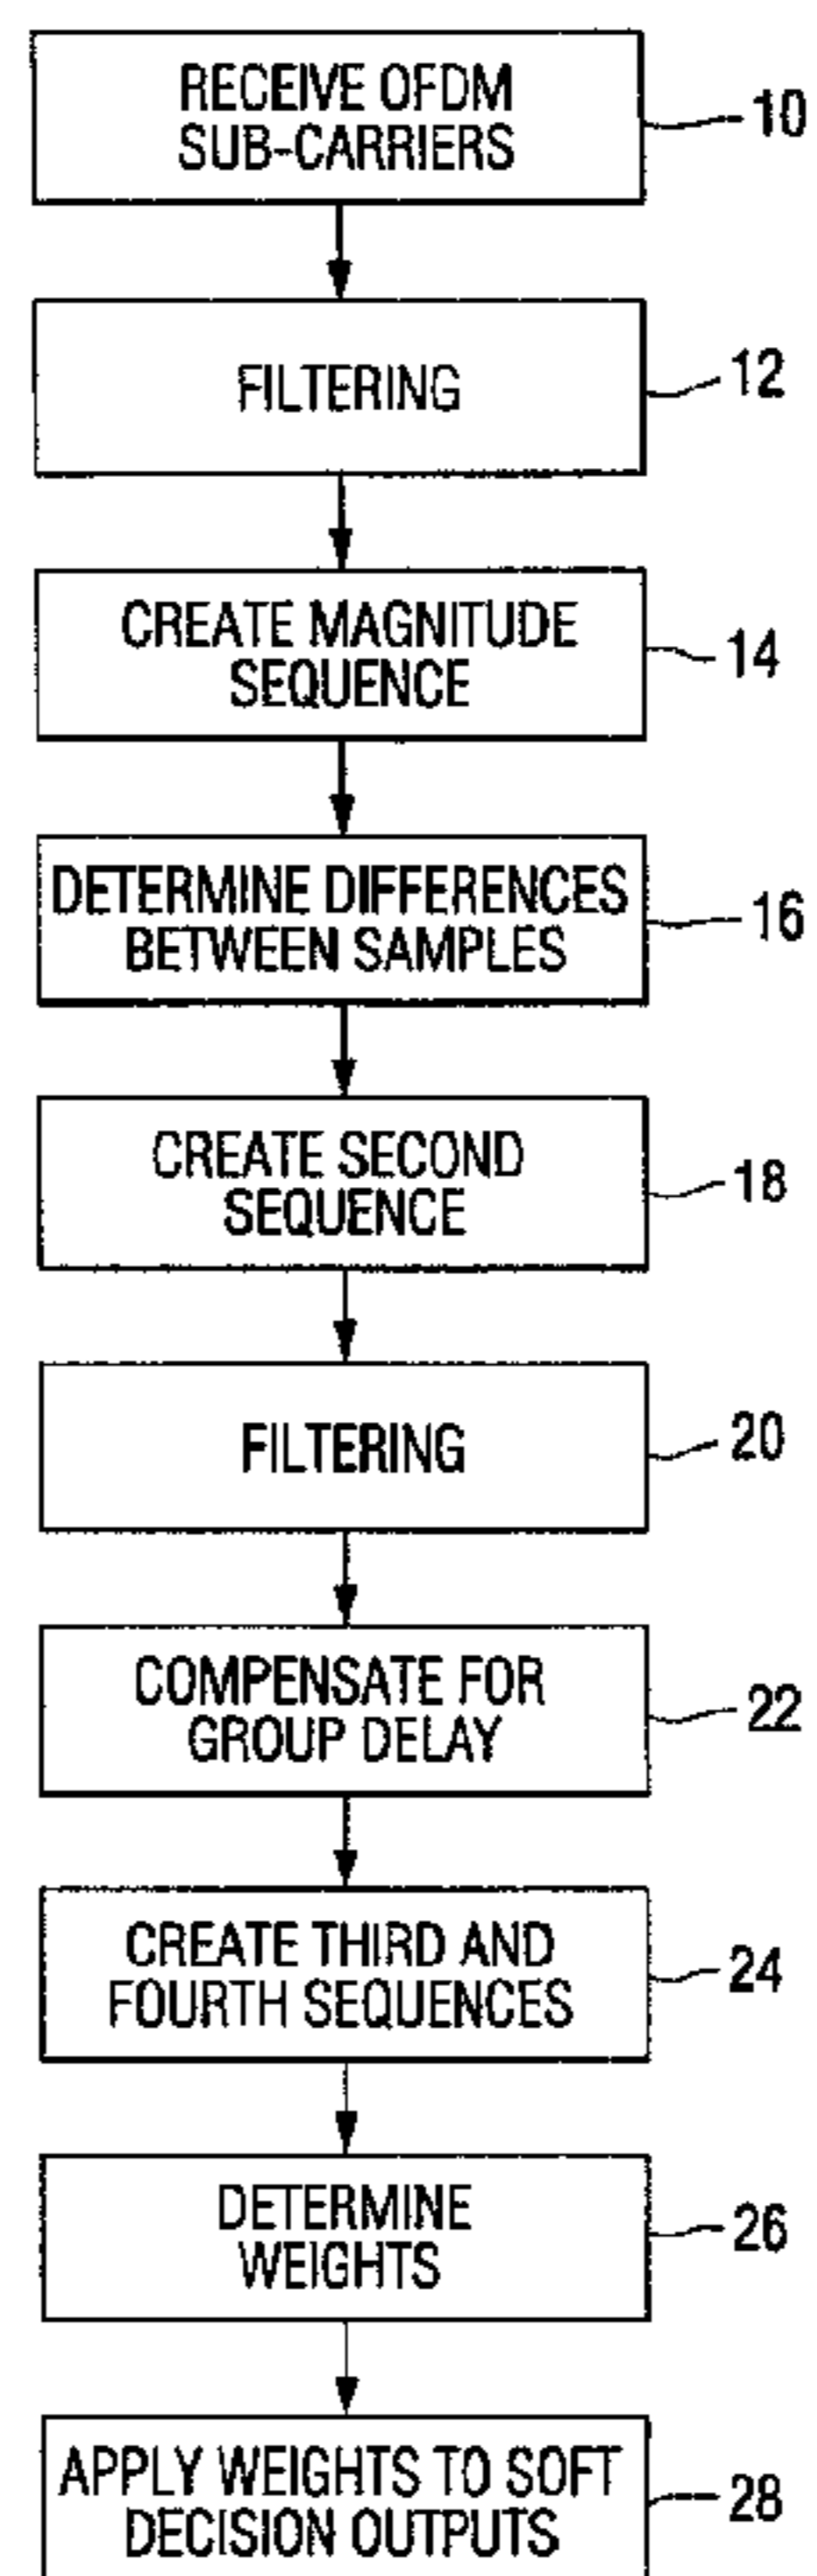 RECEIVE OFDM
SUB-CARRIERS
10
FILTERING
12
CREATE MAGNITUDE
SEQUENCE
14
DETERMINE DIFFERENCES
BETWEEN SAMPLES
16
CREATE SECOND
SEQUENCE
18
FILTERING
20
COMPENSATE FOR
GROUP DELAY
22
CREATE THIRD AND
FOURTH SEQUENCES
24
DETERMINE
WEIGHTS
26
APPLY WEIGHTS TO SOFT
DECISION OUTPUTS
28